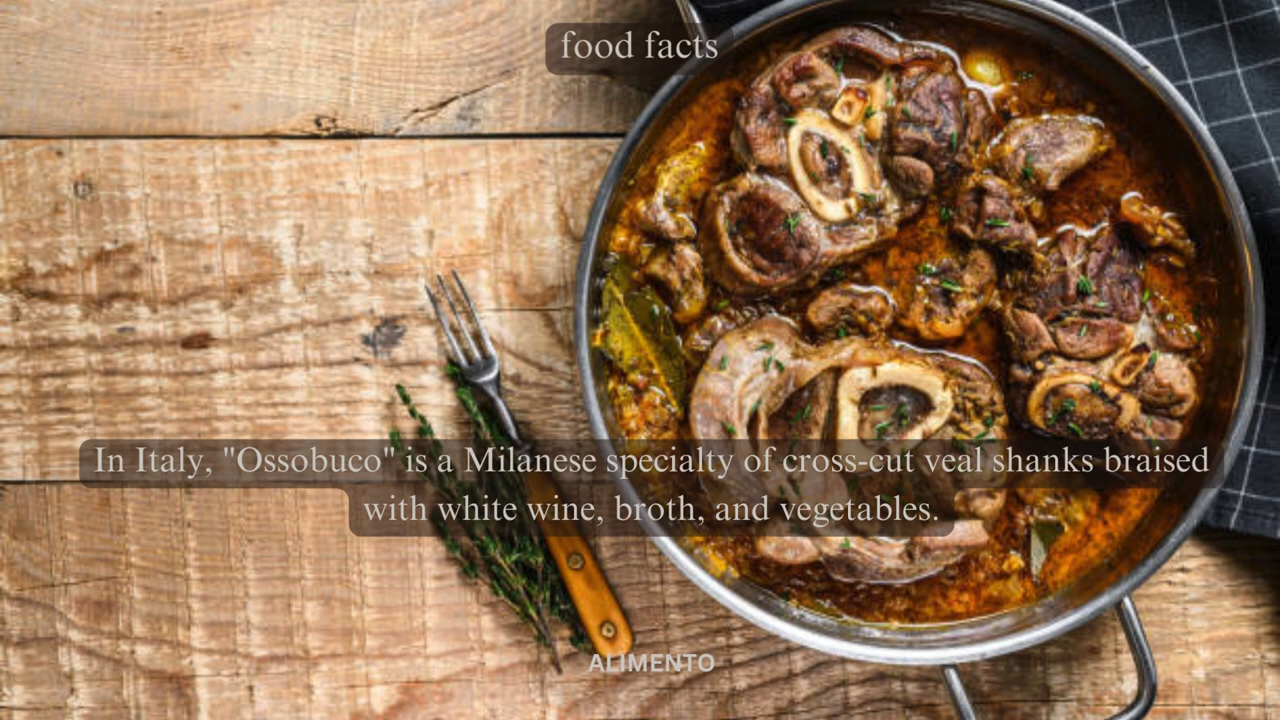 food facts
In Italy, "Ossobuco" is a Milanese specialty of cross-cut veal shanks braised
with white wine, broth, and vegetables.
ALIMENTO